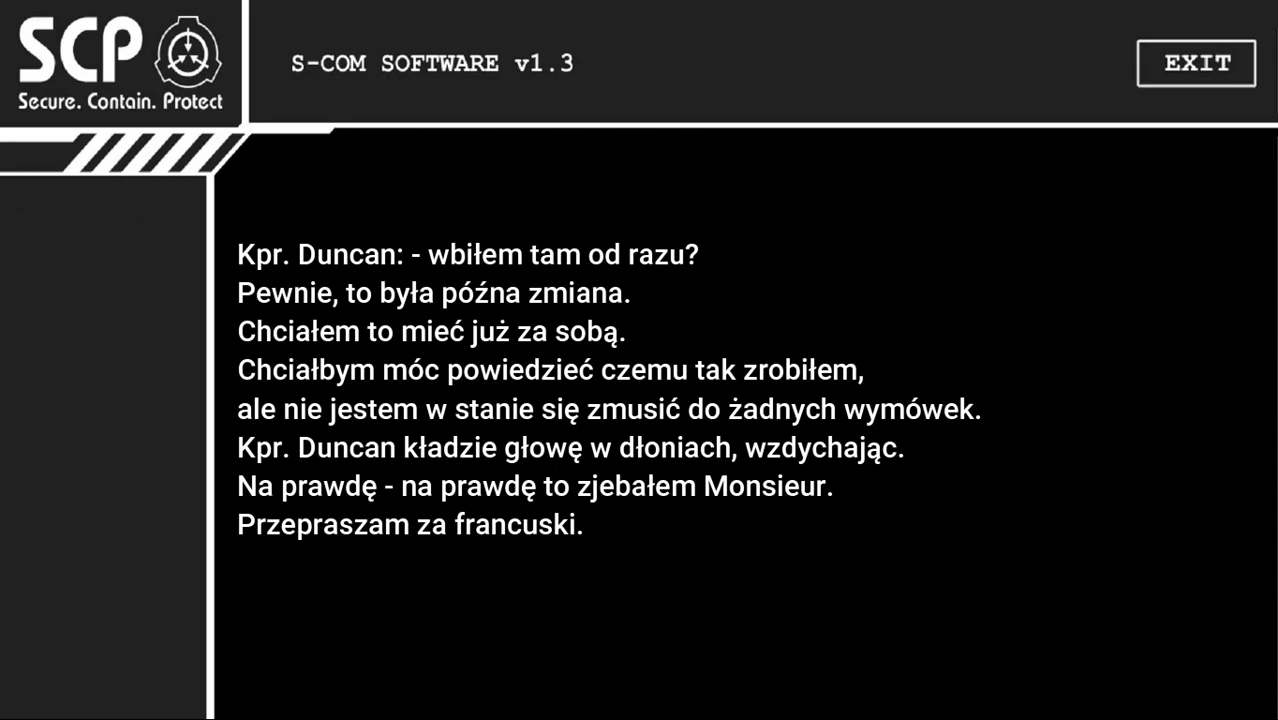 SCP
Secure. Contain. Protect
S-COM SOFTWARE v1.3
EXIT
Kpr. Duncan: - wbiłem tam od razu?
Pewnie, to była późna zmiana.
Chciałem to mieć już za sobą.
Chciałbym móc powiedzieć czemu tak zrobiłem,
ale nie jestem w stanie się zmusić do żadnych wymówek.
Kpr. Duncan kładzie głowę w dłoniach, wzdychając.
Na prawdę - na prawdę to zjebałem Monsieur.
Przepraszam za francuski.